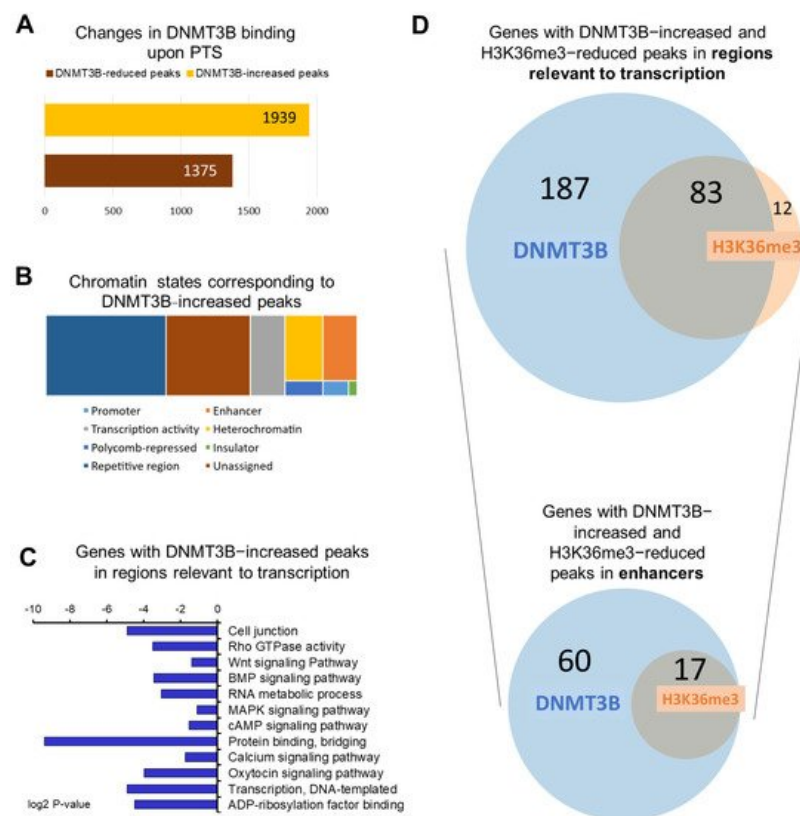 A
Changes in DNMT3B binding
upon PTS
DNMT3B-reduced peaks DNMT3B-increased peaks
1939
1375
0 500 1000 1500 2000
B
Chromatin states corresponding to
DNMT3B-increased peaks
Promoter Enhancer
Transcription activity Heterochromatin
Polycomb-repressed Insulator
Repetitive region Unassigned
C
Genes with DNMT3B−increased peaks
in regions relevant to transcription
-10 -8 -6 -4 -2 0
Cell junction
Rho GTPase activity
Wnt signaling Pathway
BMP signaling pathway
RNA metabolic process
MAPK signaling pathway
cAMP signaling pathway
Protein binding, bridging
Calcium signaling pathway
Oxytocin signaling pathway
Transcription, DNA-templated
log2 P-value ADP-ribosylation factor binding
D
Genes with DNMT3B−increased and
H3K36me3−reduced peaks in regions
relevant to transcription
187 83 12
DNMT3B H3K36me3
Genes with DNMT3B−
increased and
H3K36me3−reduced
peaks in enhancers
60 17
DNMT3B H3K36me3